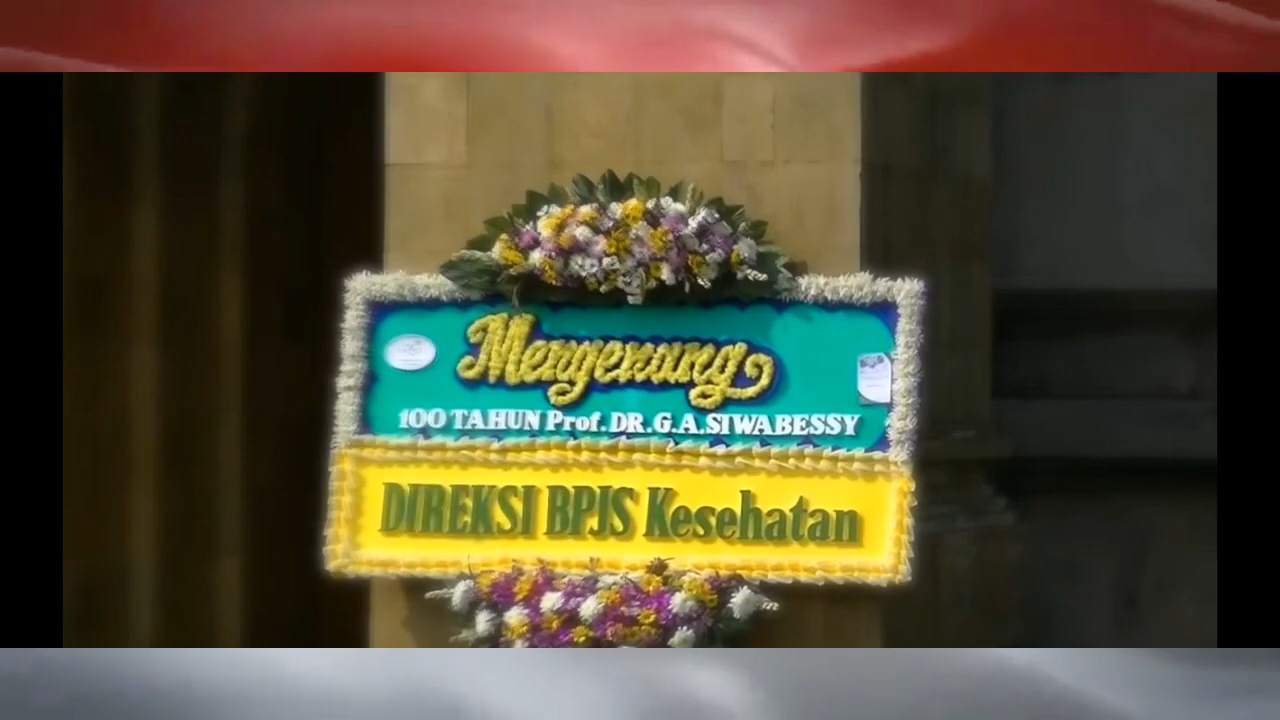 Mengenang
100 TAHUN Prof. DR. G.A. SIWABESSY
DIREKSI BPJS Kesehatan